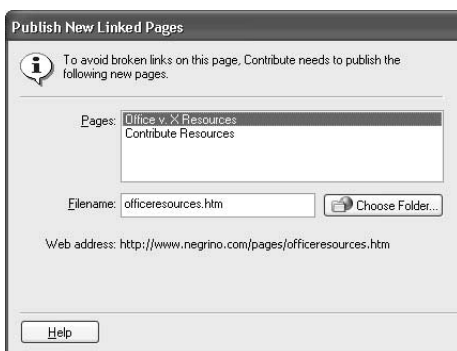 Publish New Linked Pages
To avoid broken links on this page, Contribute needs to publish the
following new pages.
Pages:
Office v. X Resources
Contribute Resources
Filename: officeresources.htm Choose Folder...
Web address: http://www.negrino.com/pages/officeresources.htm
Help